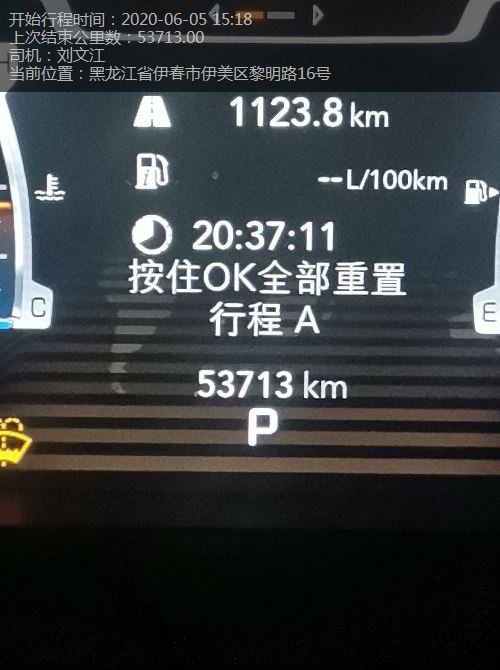 开始行程时间：2020-06-05 15:18
上次结束公里数：53713.00
司机：刘文江
当前位置：黑龙江省伊春市伊美区黎明路16号
1123.8 km
--L/100km
20:37:11
按住OK全部重置
行程 A
C
E
53713 km
P